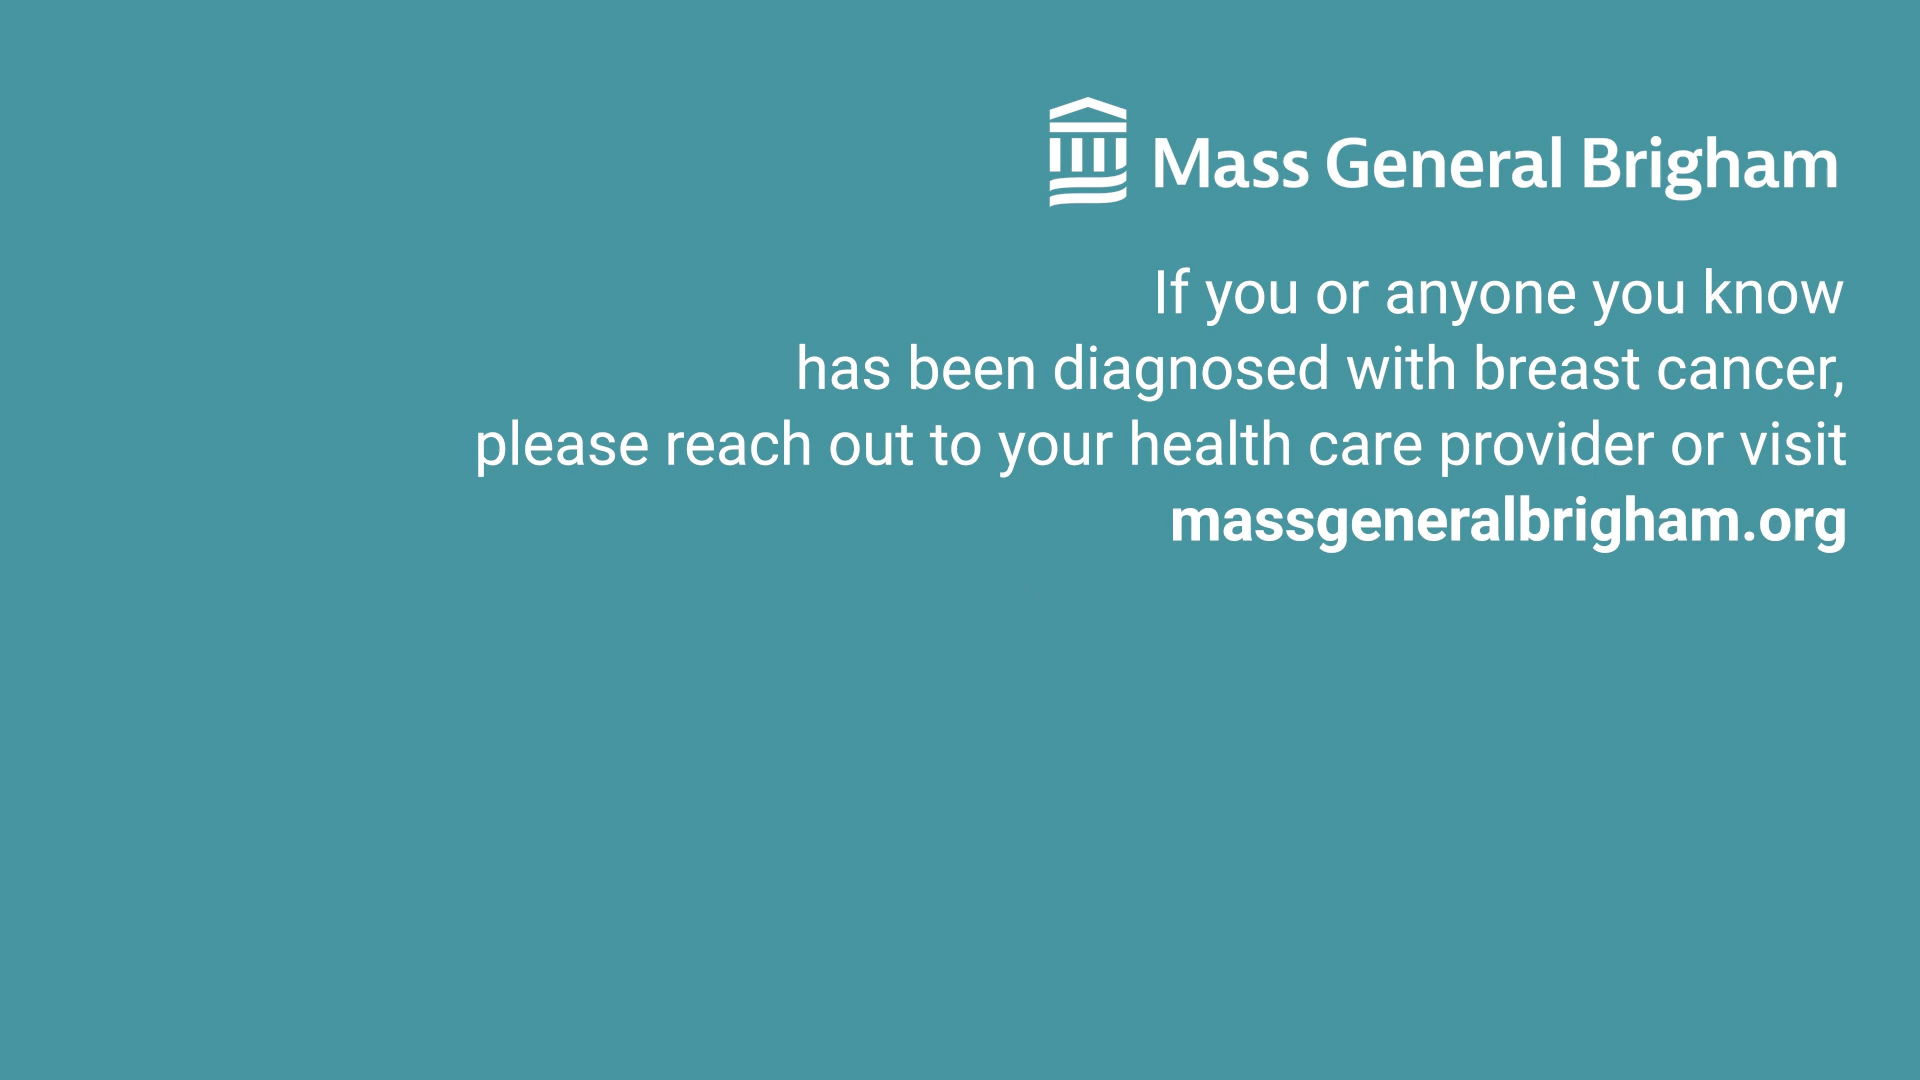 Mass General Brigham
If you or anyone you know
has been diagnosed with breast cancer,
please reach out to your health care provider or visit
massgeneralbrigham.org